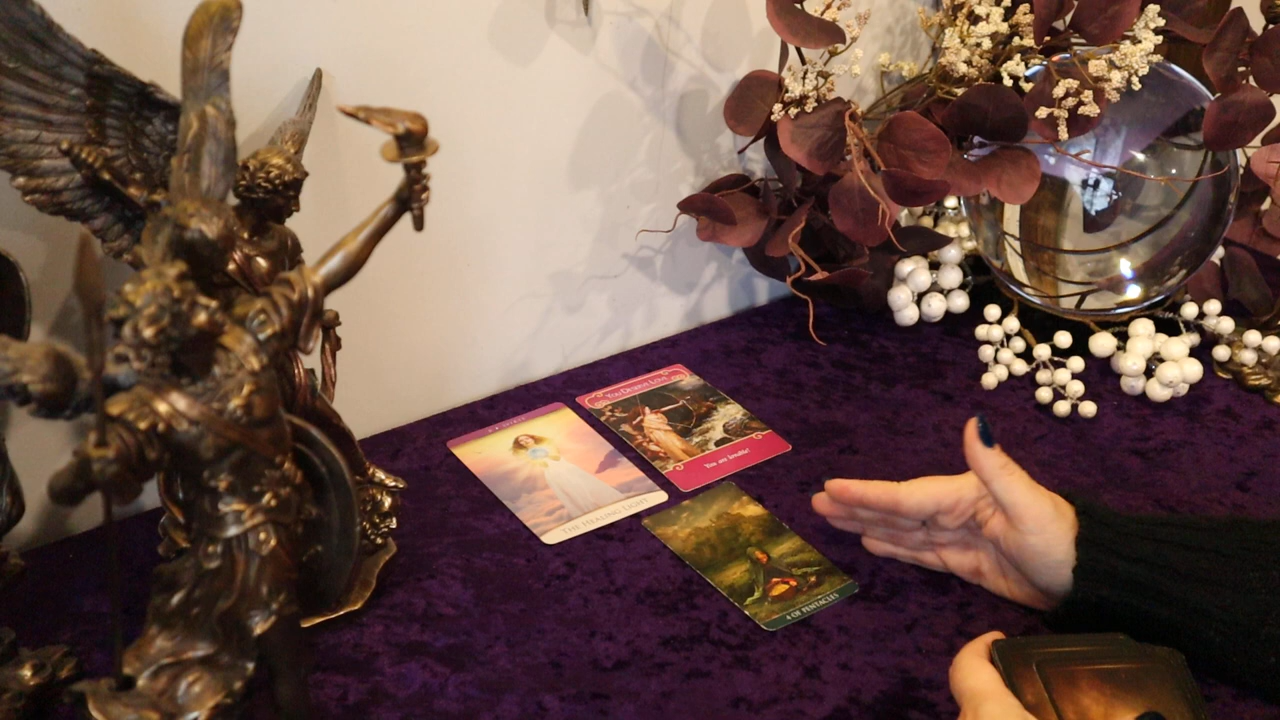 YOU DESERVE LOVE
You are lovable!
THE HEALING LIGHT
4 OF PENTACLES